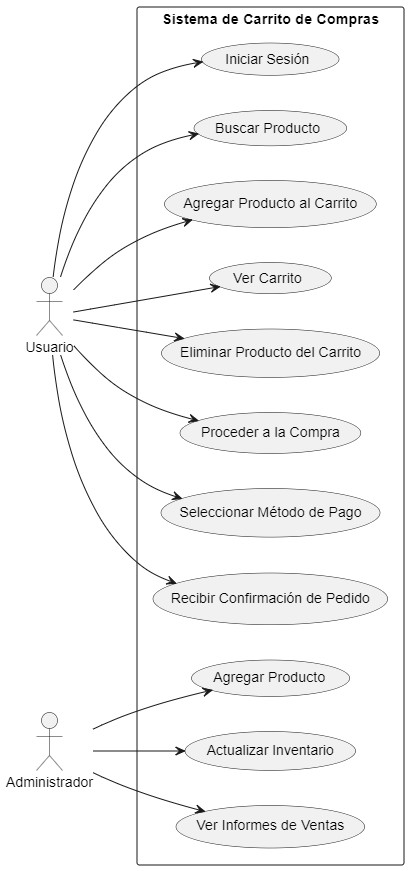 Sistema de Carrito de Compras
Iniciar Sesión
Buscar Producto
Agregar Producto al Carrito
Ver Carrito
Usuario
Eliminar Producto del Carrito
Proceder a la Compra
Seleccionar Método de Pago
Recibir Confirmación de Pedido
Agregar Producto
Actualizar Inventario
Administrador
Ver Informes de Ventas